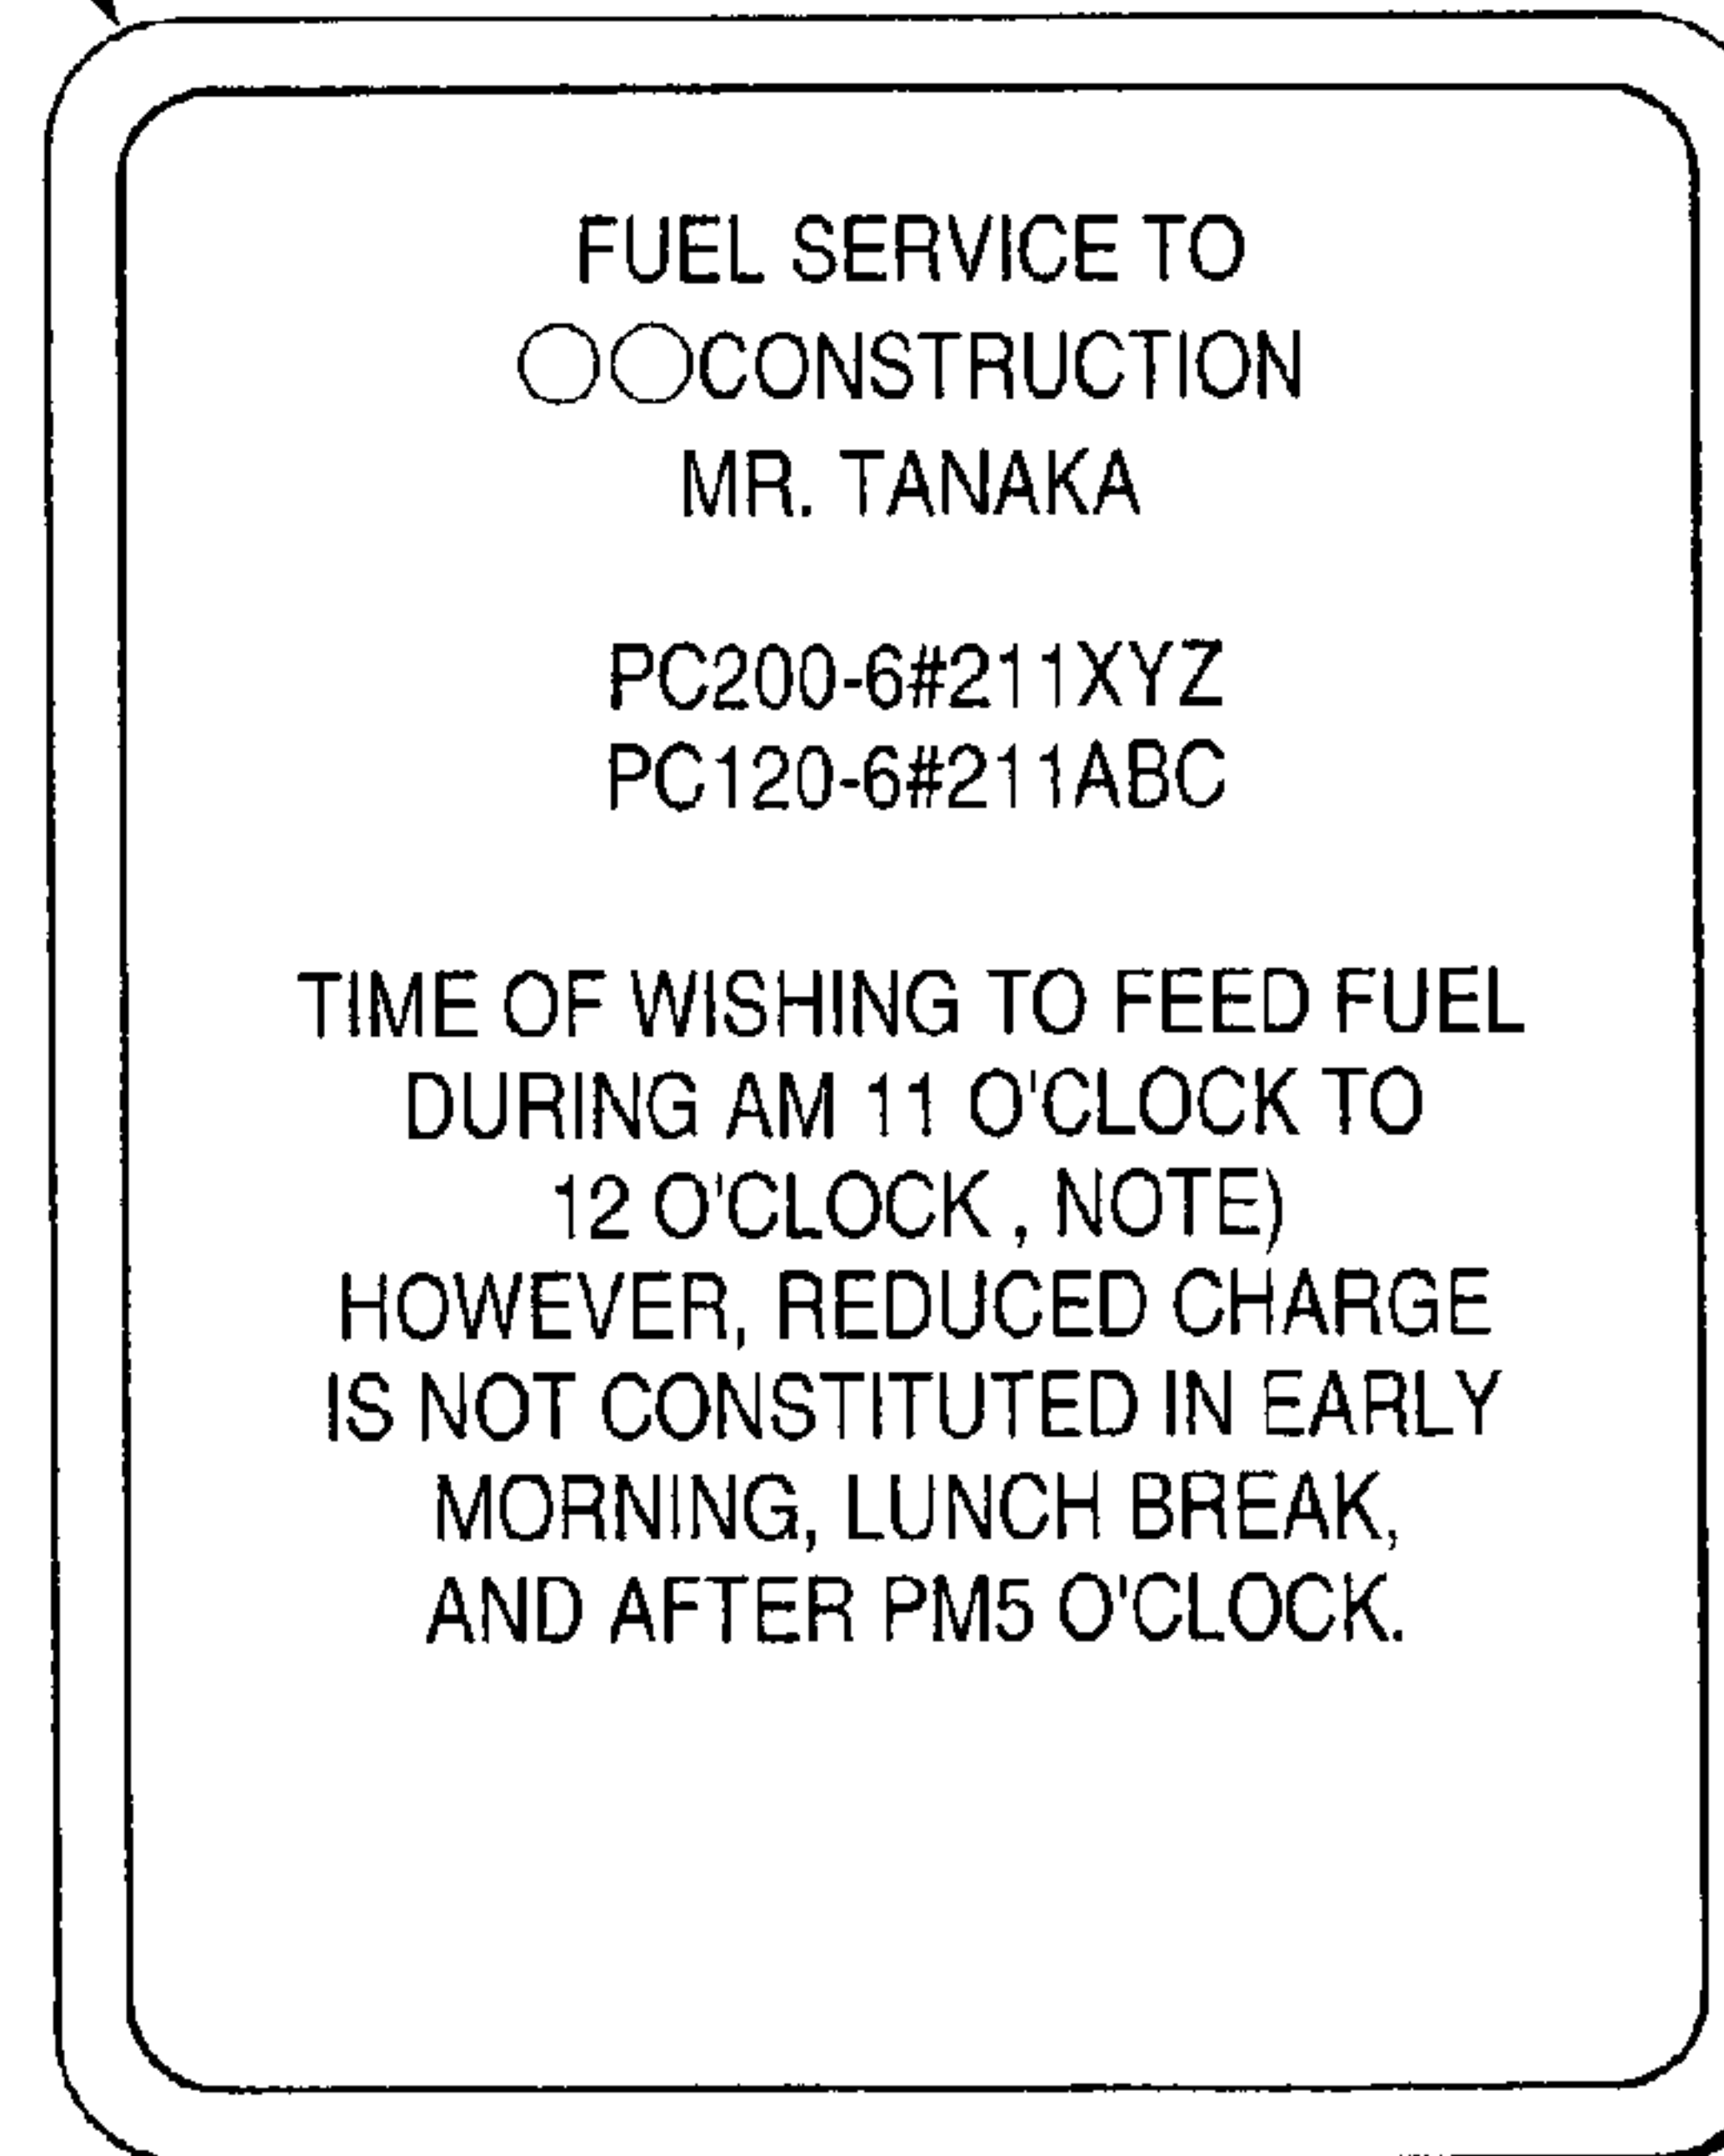 FUEL SERVICE TO
○○CONSTRUCTION
MR. TANAKA
PC200-6#211XYZ
PC120-6#211ABC
TIME OF WISHING TO FEED FUEL
DURING AM 11 O'CLOCK TO
12 O'CLOCK , NOTE)
HOWEVER, REDUCED CHARGE
IS NOT CONSTITUTED IN EARLY
MORNING, LUNCH BREAK,
AND AFTER PM5 O'CLOCK.